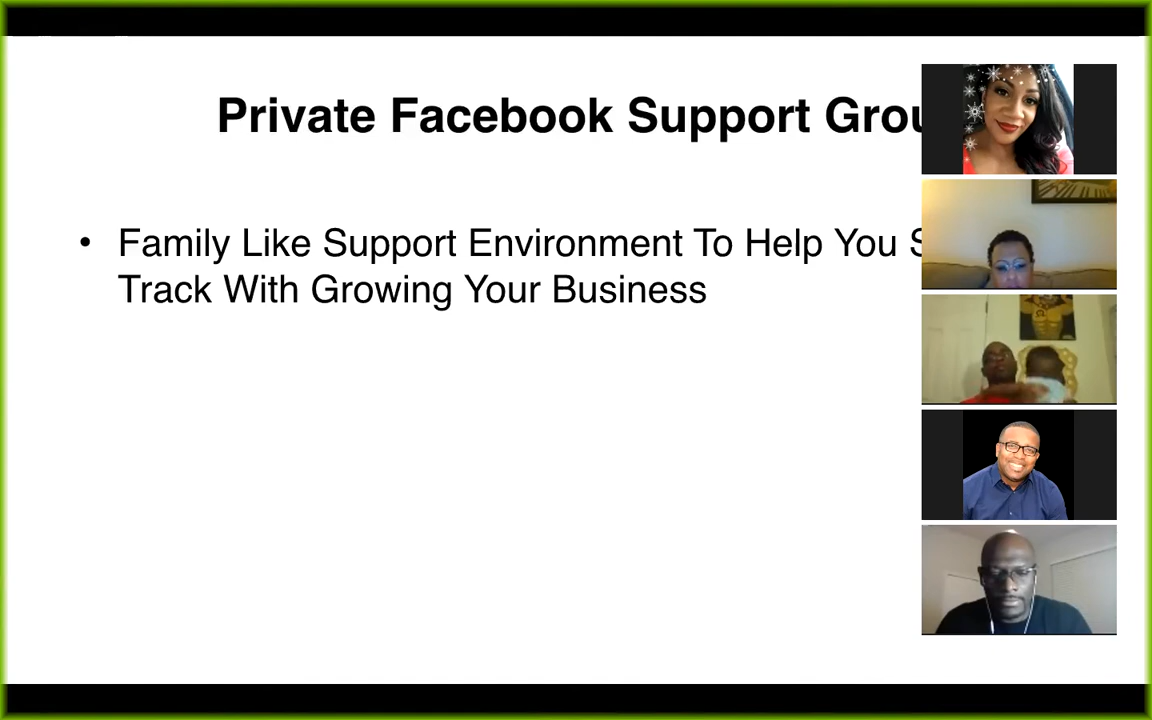 Private Facebook Support Grou
• Family Like Support Environment To Help You S
Track With Growing Your Business